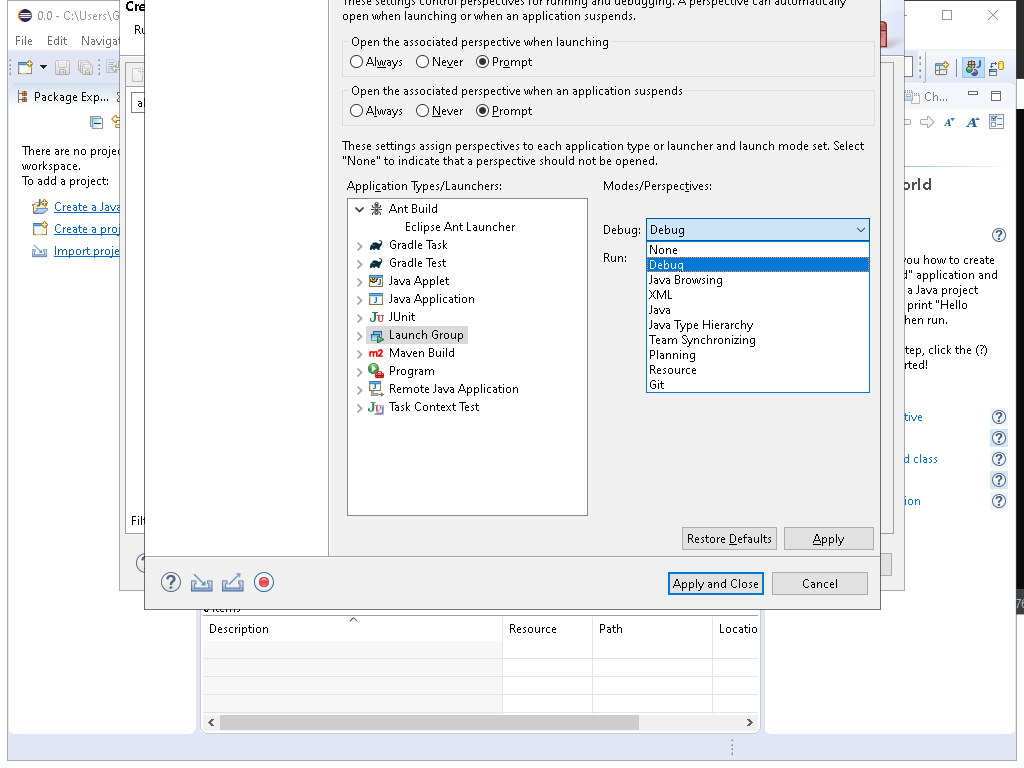 0.0 - C:\Users\G
File Edit Naviga
Package Exp...
There are no proje
workspace.
To add a project:
Create a Java
Create a proj
Import proje
Cre
Ru
These settings control perspectives for running and debugging. A perspective can automatically
open when launching or when an application suspends.
Open the associated perspective when launching
Always Never Prompt
Open the associated perspective when an application suspends
Always Never Prompt
These settings assign perspectives to each application type or launcher and launch mode set. Select
"None" to indicate that a perspective should not be opened.
Application Types/Launchers:
Ant Build
Eclipse Ant Launcher
Gradle Task
Gradle Test
Java Applet
Java Application
JUnit
Launch Group
Maven Build
Program
Remote Java Application
Task Context Test
Modes/Perspectives:
Debug: Debug
Run:
None
Debug
Java Browsing
XML
Java
Java Type Hierarchy
Team Synchronizing
Planning
Resource
Git
Restore Defaults Apply
Apply and Close Cancel
Filt
Ch...
orld
you how to create
d" application and
a Java project
print "Hello
hen run.
tep, click the (?)
rted!
tive
d class
ion
0 items
Description Resource Path Locatio